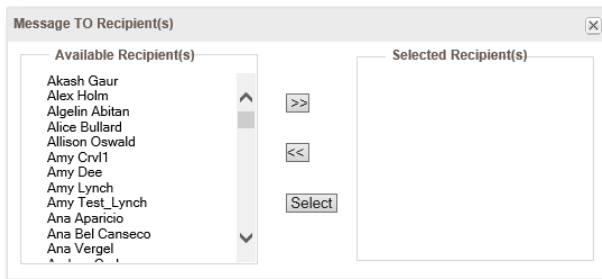 Message TO Recipient(s)
Available Recipient(s)
Akash Gaur
Alex Holm
Algelin Abitan
Alice Bullard
Allison Oswald
Amy Crvl1
Amy Dee
Amy Lynch
Amy Test_Lynch
Ana Aparicio
Ana Bel Canseco
Ana Vergel
>>
<<
Select
Selected Recipient(s)